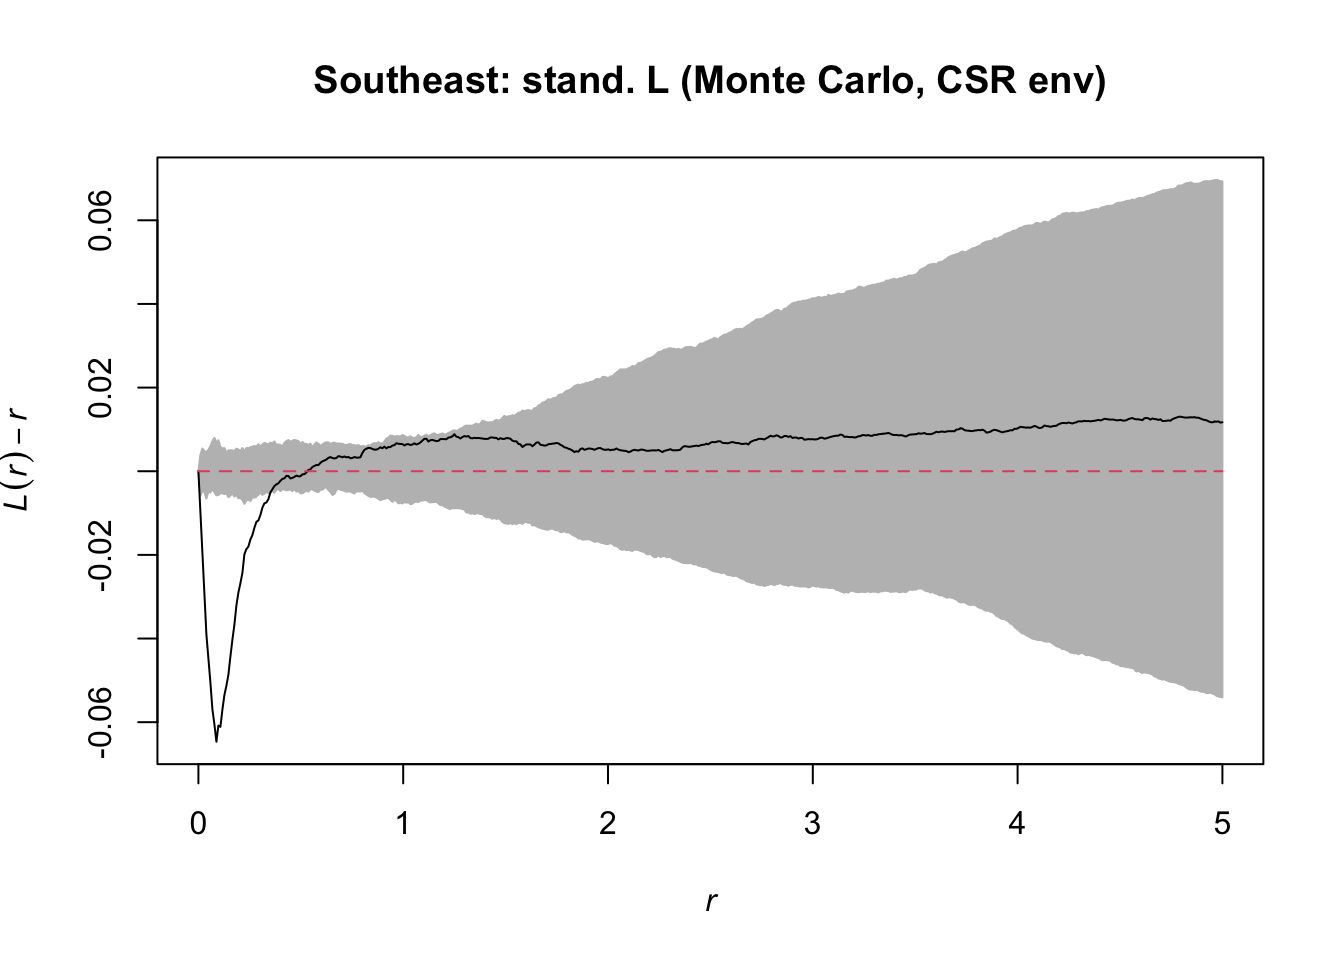 Southeast: stand. L (Monte Carlo, CSR env)
0.06
0.02
-0.02
-0.06
L(r) − r
0 1 2 3 4 5
r